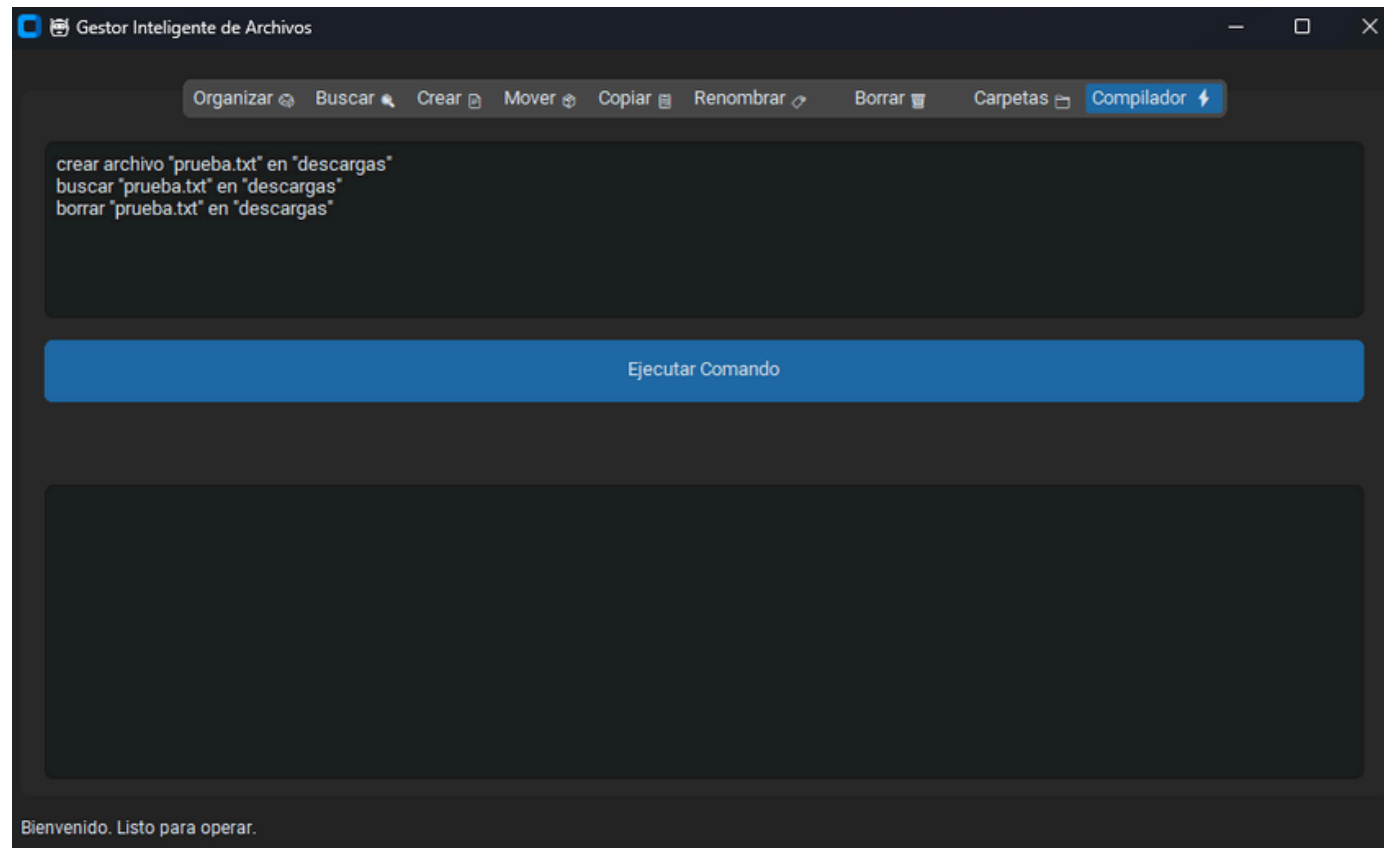 Gestor Inteligente de Archivos
Organizar Buscar Crear Mover Copiar Renombrar Borrar Carpetas Compilador
crear archivo "prueba.txt" en "descargas"
buscar "prueba.txt" en "descargas"
borrar "prueba.txt" en "descargas"
Ejecutar Comando
Bienvenido. Listo para operar.